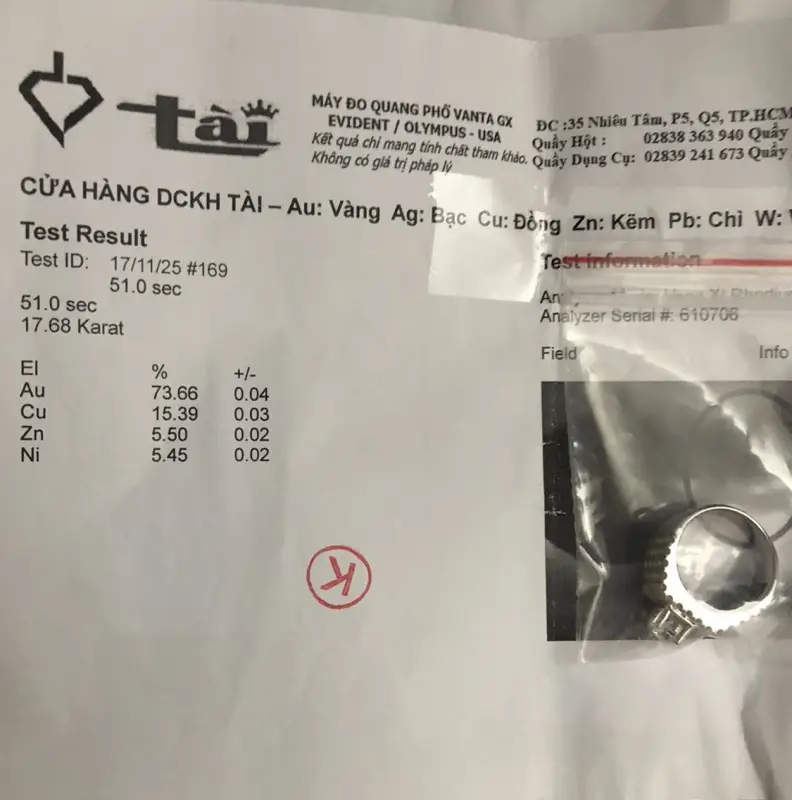 tài
MÁY ĐO QUANG PHỔ VANTA GX
EVIDENT / OLYMPUS - USA
Kết quả chỉ mang tính chất tham khảo.
Không có giá trị pháp lý
ĐC :35 Nhiêu Tâm, P5, Q5, TP.HCM
Quầy Hột : 02838 363 940 Quầy
Quầy Dụng Cụ: 02839 241 673 Quầy
CỬA HÀNG DCKH TÀI – Au: Vàng Ag: Bạc Cu: Đồng Zn: Kẽm Pb: Chì W:
Test Result
Test ID: 17/11/25 #169
51.0 sec
51.0 sec
17.68 Karat
El % +/-
Au 73.66 0.04
Cu 15.39 0.03
Zn 5.50 0.02
Ni 5.45 0.02
K
Test Information
Analyzer Serial #: 610706
Field Info